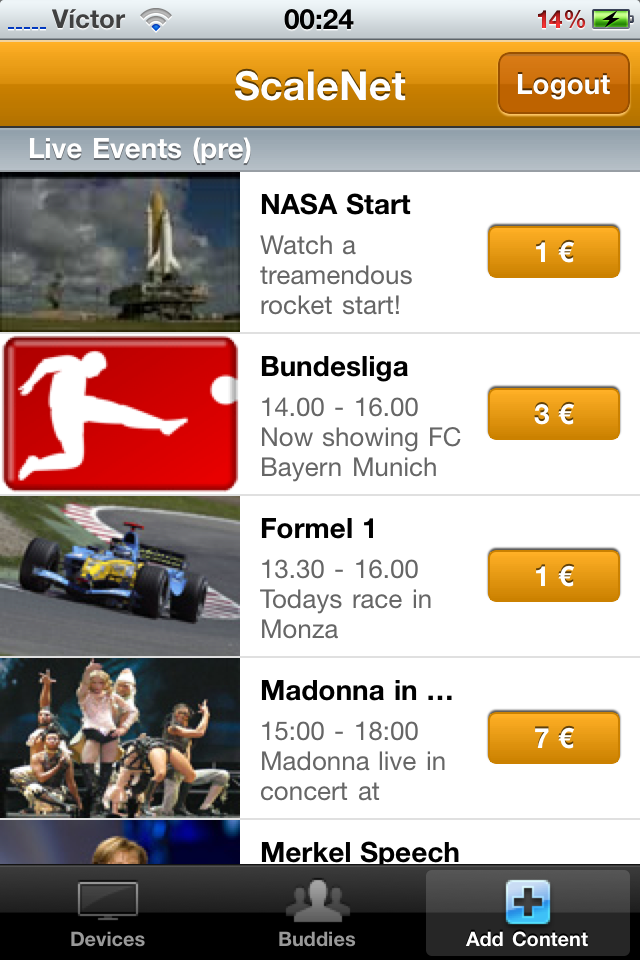 Víctor
00:24
14%
ScaleNet
Logout
Live Events (pre)
NASA Start
Watch a
treamendous
rocket start!
1 €
Bundesliga
14.00 - 16.00
Now showing FC
Bayern Munich
3 €
Formel 1
13.30 - 16.00
Todays race in
Monza
1 €
Madonna in ...
15:00 - 18:00
Madonna live in
concert at
7 €
Merkel Speech
Devices
Buddies
Add Content